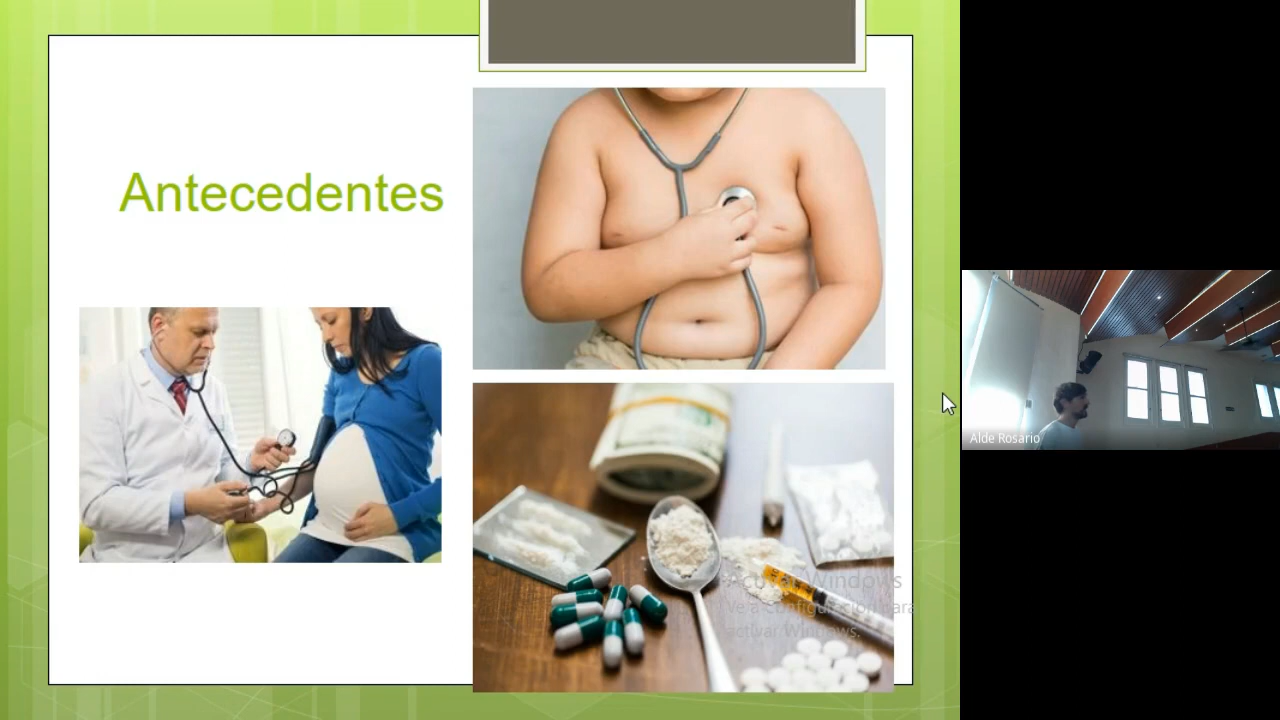 Antecedentes
Activar Windows
Ve a Configuración para
activar Windows.
Alde Rosario